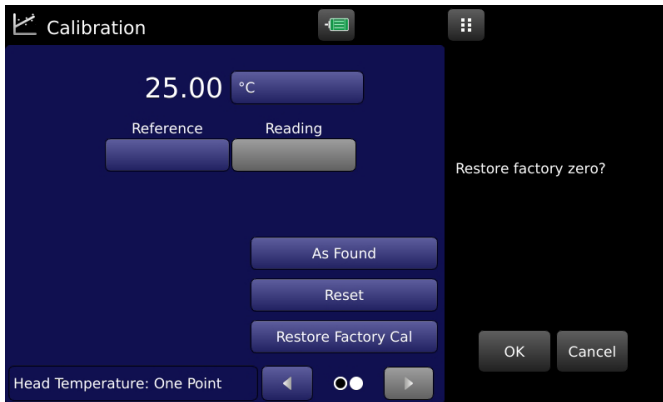 Calibration
25.00 °C
Reference Reading
Restore factory zero?
As Found
Reset
Restore Factory Cal
OK Cancel
Head Temperature: One Point